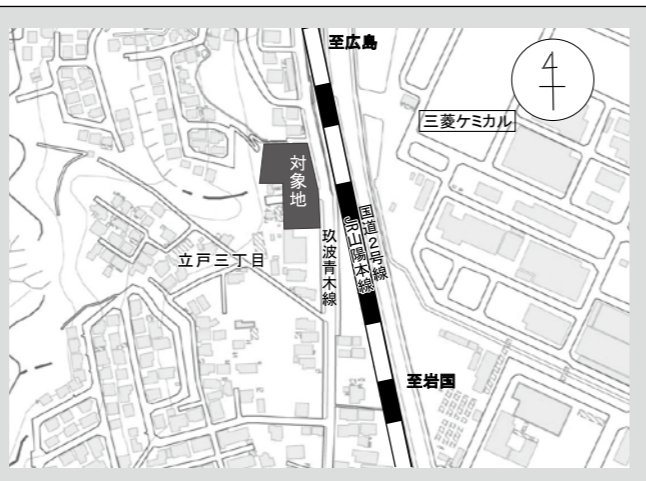 至広島
三菱ケミカル
対象地
国道2号線
JR山陽本線
玖波青木線
立戸三丁目
至岩国